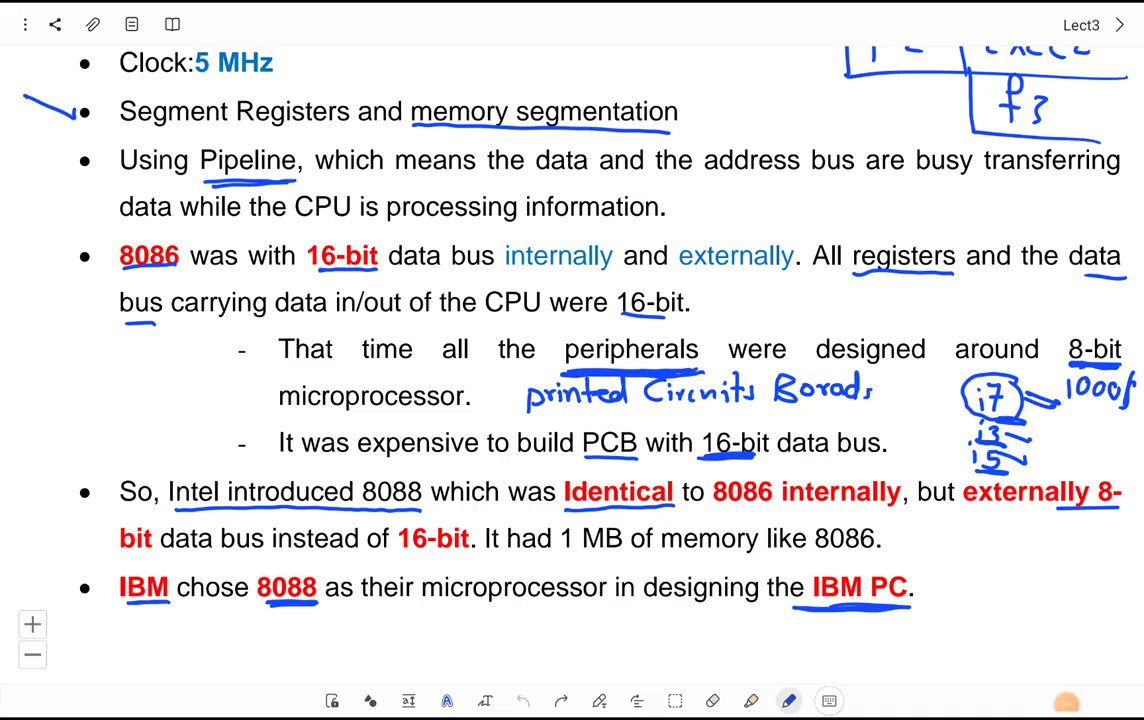 Lect3
• Clock:5 MHz
• Segment Registers and memory segmentation
f3
• Using Pipeline, which means the data and the address bus are busy transferring
data while the CPU is processing information.
• 8086 was with 16-bit data bus internally and externally. All registers and the data
bus carrying data in/out of the CPU were 16-bit.
- That time all the peripherals were designed around 8-bit
microprocessor.
printed Circuits Borads
i7
1000$
- It was expensive to build PCB with 16-bit data bus.
i3
i5
• So, Intel introduced 8088 which was Identical to 8086 internally, but externally 8-
bit data bus instead of 16-bit. It had 1 MB of memory like 8086.
• IBM chose 8088 as their microprocessor in designing the IBM PC.